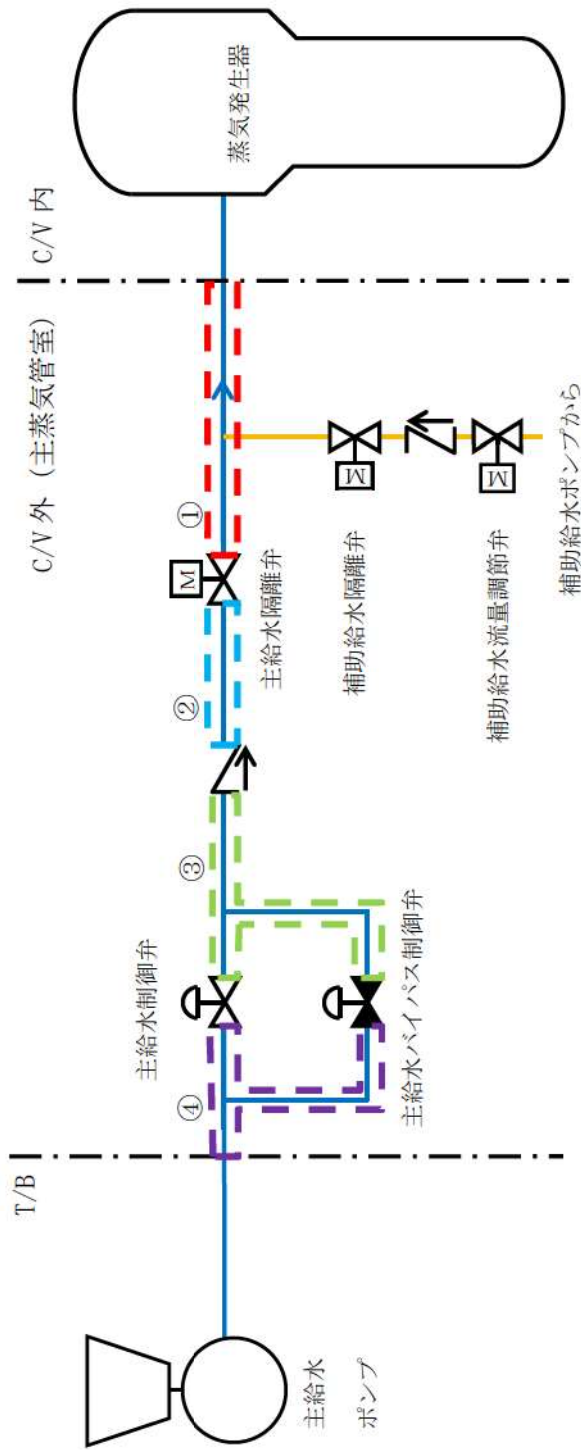 T/B
C/V 外 (主蒸気管室)
C/V 内
④
③
②
①
主給水制御弁
M
主給水隔離弁
蒸気発生器
主給水
ポンプ
主給水バイパス制御弁
M
補助給水隔離弁
M
補助給水流量調節弁
補助給水ポンプから